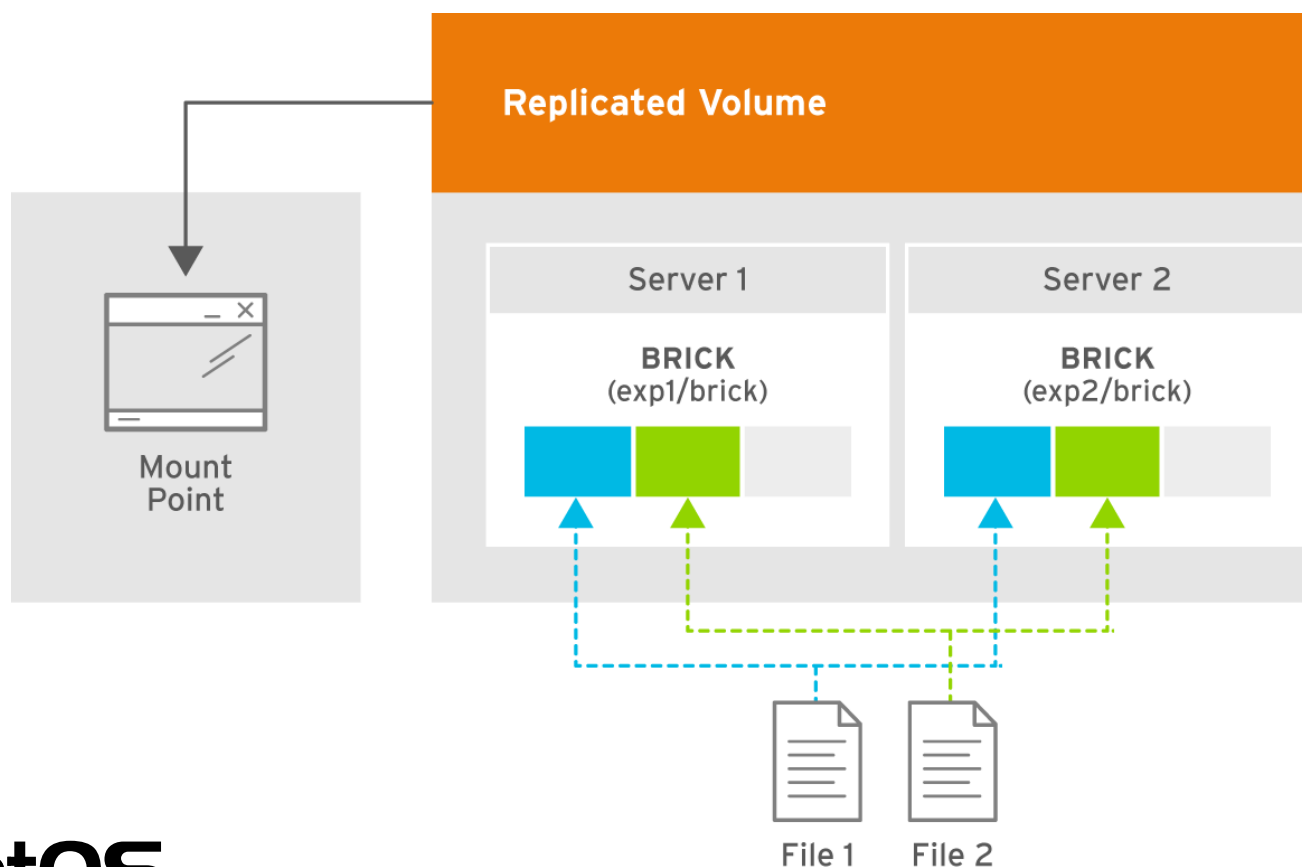 Replicated Volume
Server 1
Server 2
BRICK
(exp1/brick)
BRICK
(exp2/brick)
Mount
Point
File 1
File 2